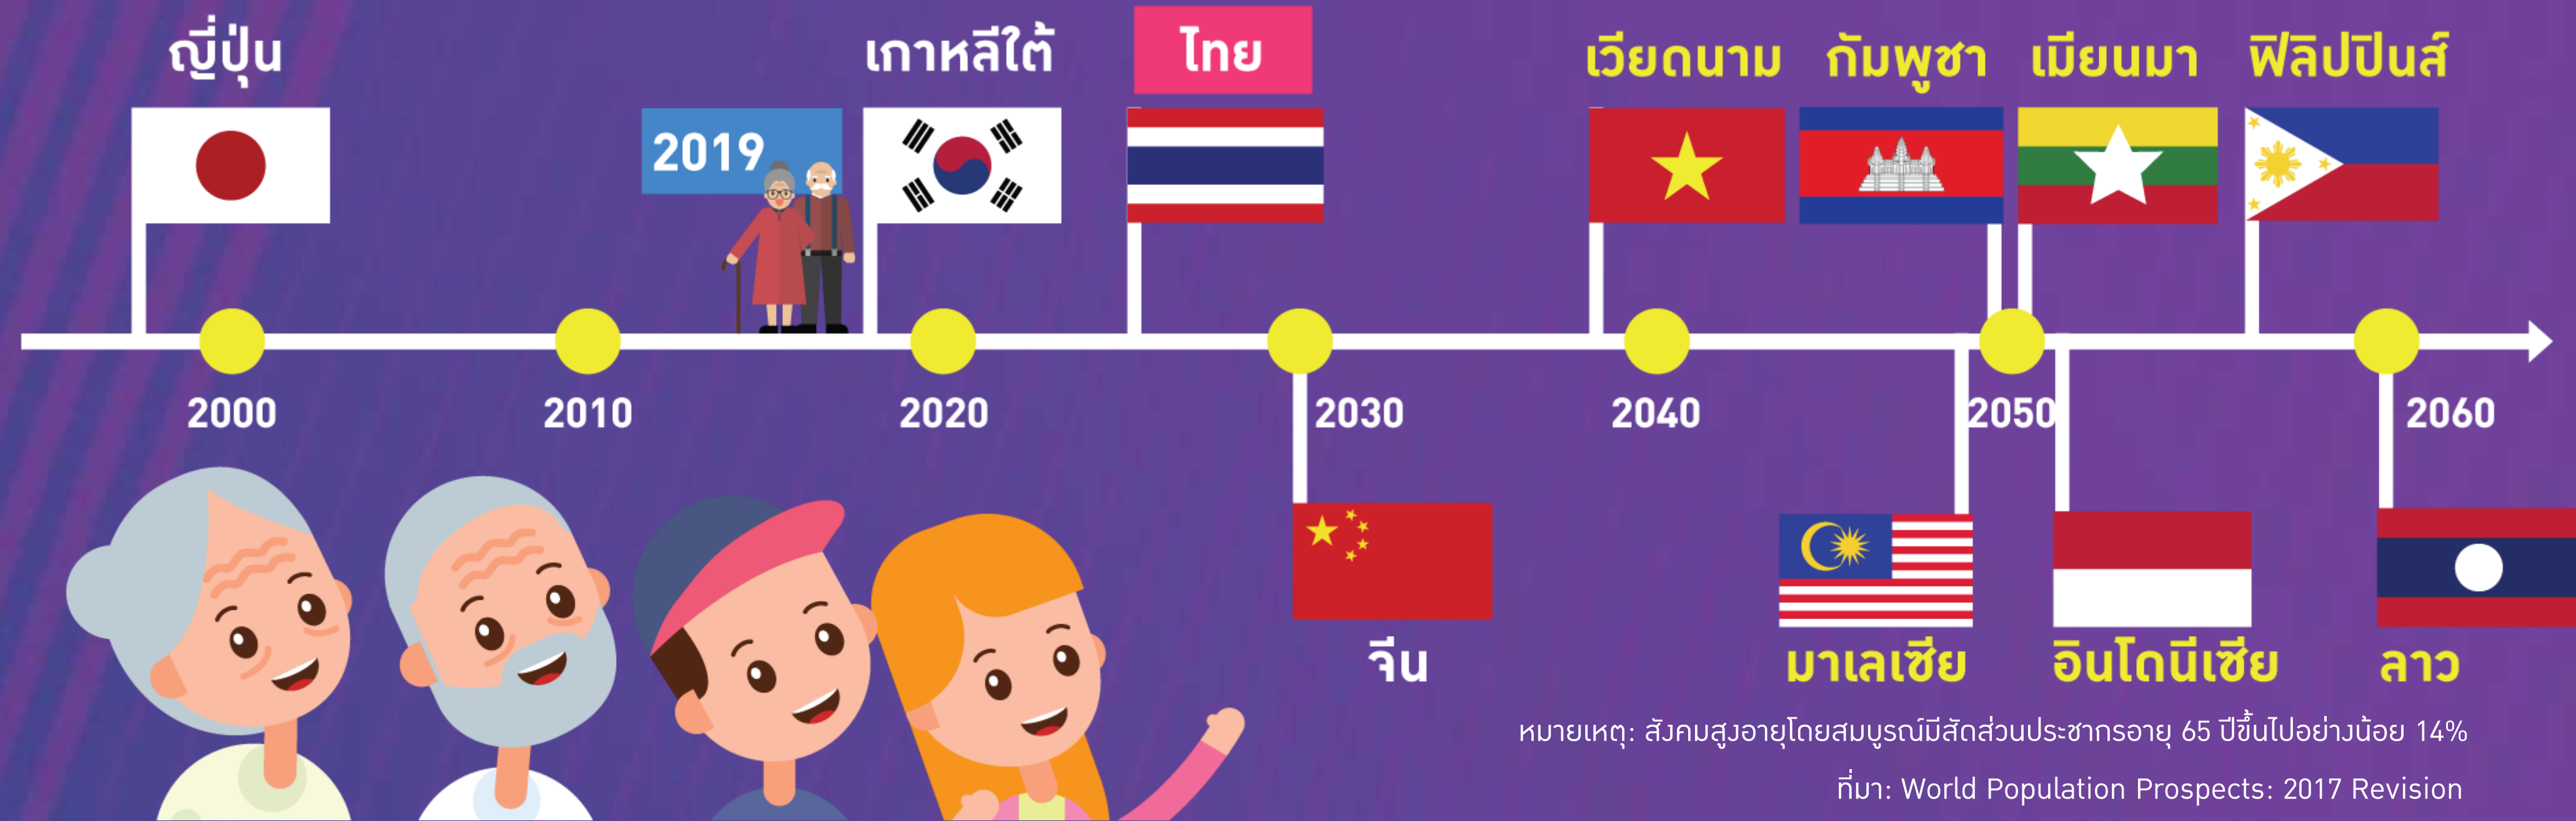 ญี่ปุ่น
เกาหลีใต้
ไทย
เวียดนาม
กัมพูชา
เมียนมา
ฟิลิปปินส์
2019
2000
2010
2020
2030
2040
2050
2060
จีน
มาเลเซีย
อินโดนีเซีย
ลาว
หมายเหตุ: สังคมสูงอายุโดยสมบูรณ์มีสัดส่วนประชากรอายุ 65 ปีขึ้นไปอย่างน้อย 14%
ที่มา: World Population Prospects: 2017 Revision